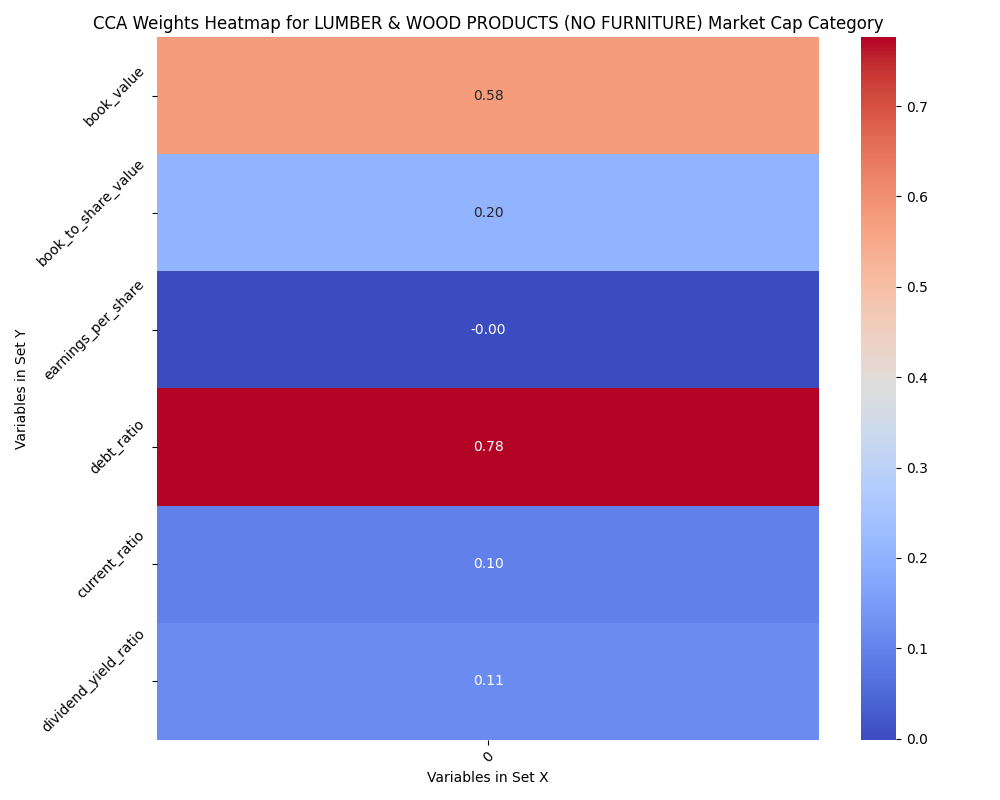 CCA Weights Heatmap for LUMBER & WOOD PRODUCTS (NO FURNITURE) Market Cap Category
Variables in Set Y
book_value
0.58
book_to_share_value
0.20
earnings_per_share
-0.00
debt_ratio
0.78
current_ratio
0.10
dividend_yield_ratio
0.11
0
Variables in Set X
0.7
0.6
0.5
0.4
0.3
0.2
0.1
0.0